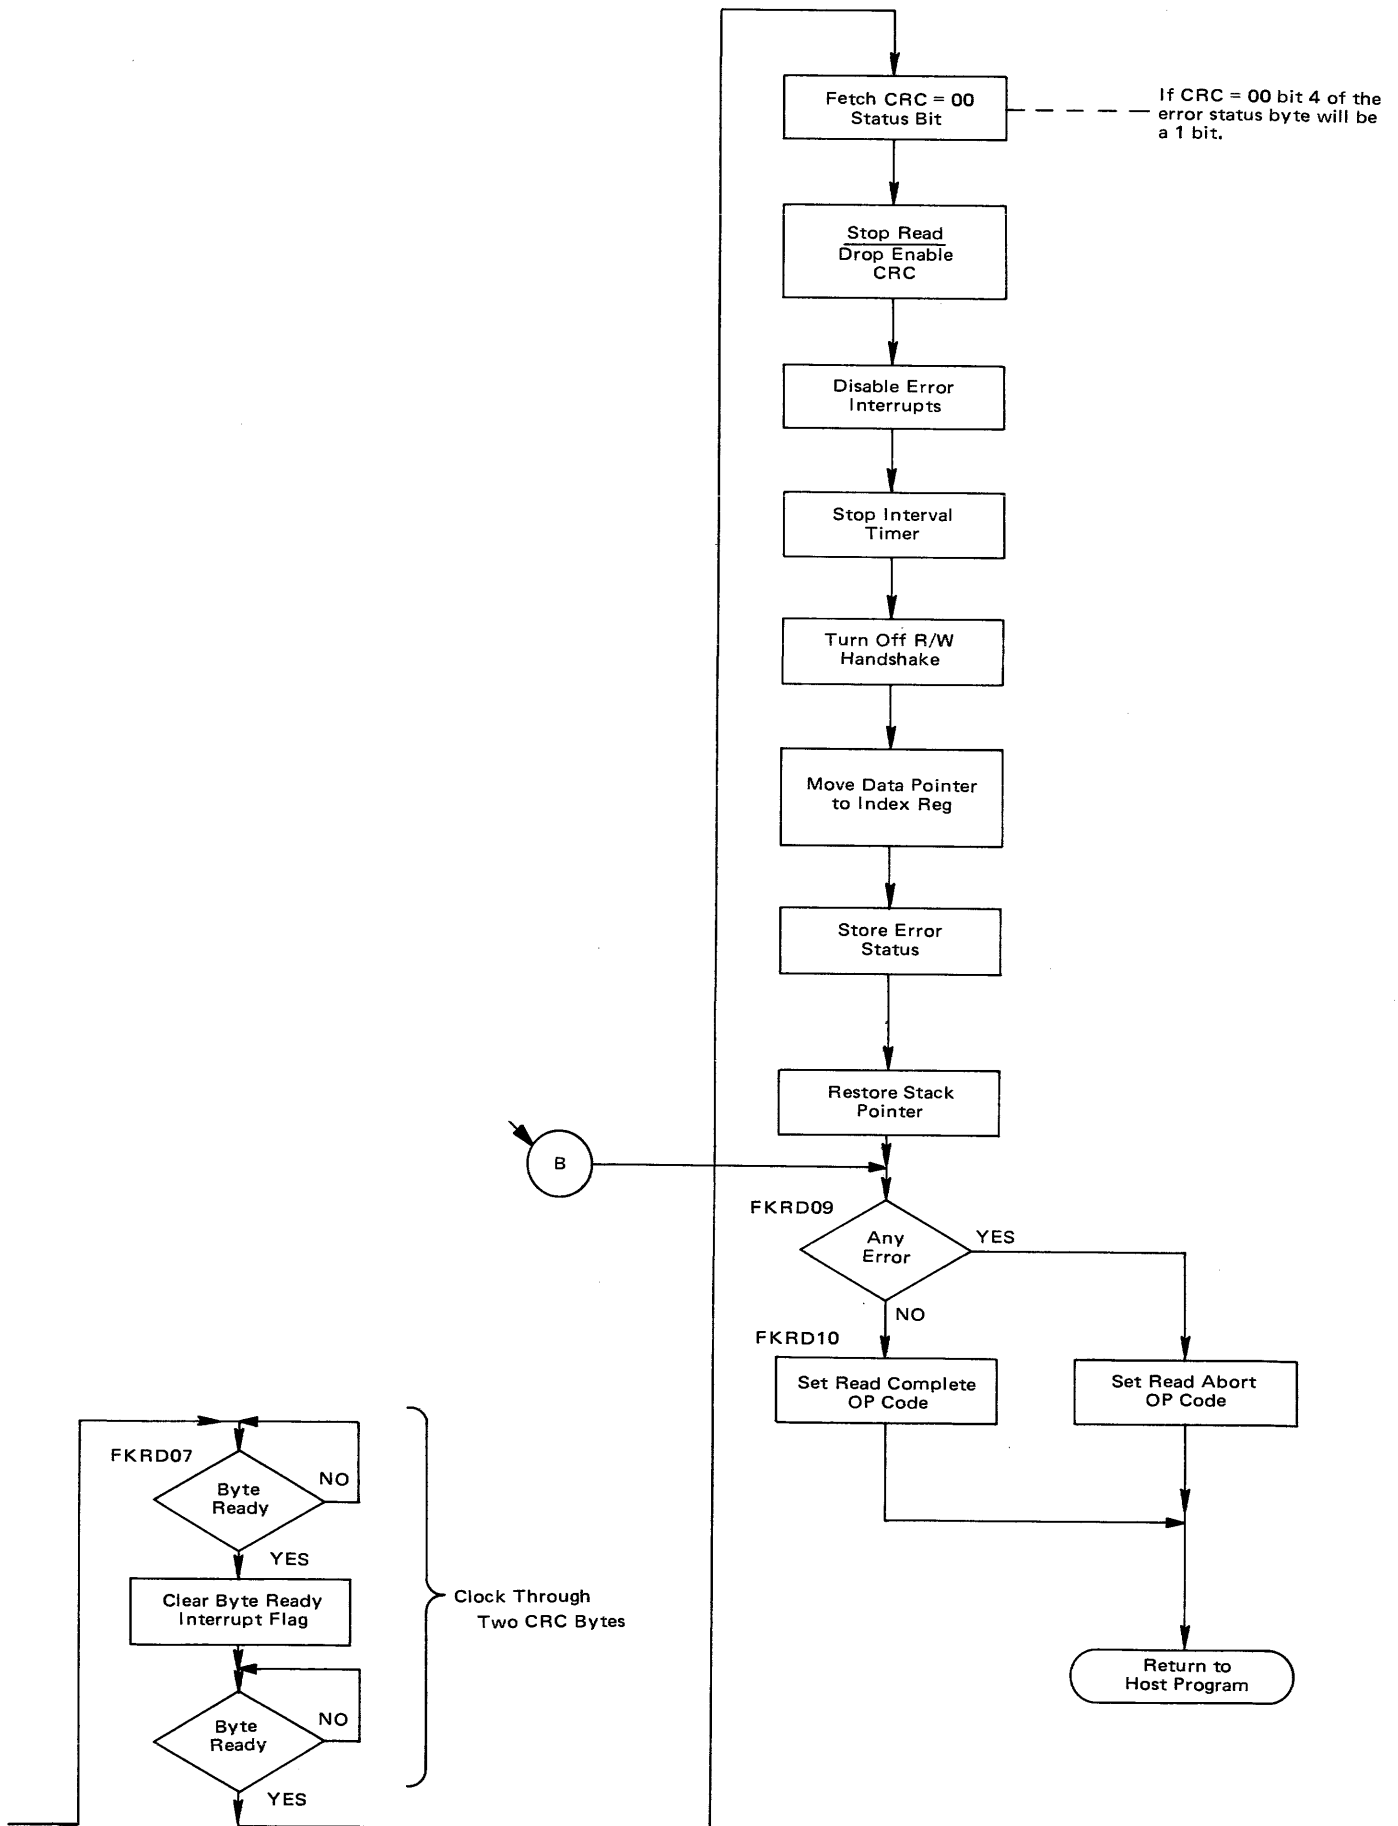 Fetch CRC = 00
Status Bit
If CRC = 00 bit 4 of the
error status byte will be
a 1 bit.
Stop Read
Drop Enable
CRC
Disable Error
Interrupts
Stop Interval
Timer
Turn Off R/W
Handshake
Move Data Pointer
to Index Reg
Store Error
Status
Restore Stack
Pointer
B
FKRD09
Any
Error
YES
NO
FKRD10
Set Read Complete
OP Code
Set Read Abort
OP Code
Return to
Host Program
FKRD07
Byte
Ready
NO
YES
Clear Byte Ready
Interrupt Flag
Clock Through
Two CRC Bytes
Byte
Ready
NO
YES